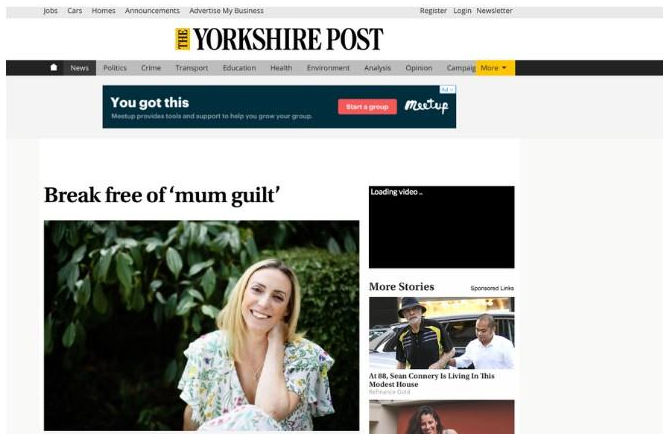 Jobs Cars Homes Announcements Advertise My Business Register Login Newsletter
THE YORKSHIRE POST
News Politics Crime Transport Education Health Environment Analysis Opinion Campaig More
You got this
Meetup provides tools and support to help you grow your group.
Start a group
Meetup
Ad
Break free of ‘mum guilt’
Loading video ..
More Stories
Sponsored Links
At 88, Sean Connery Is Living In This
Modest House
Refinance Gold